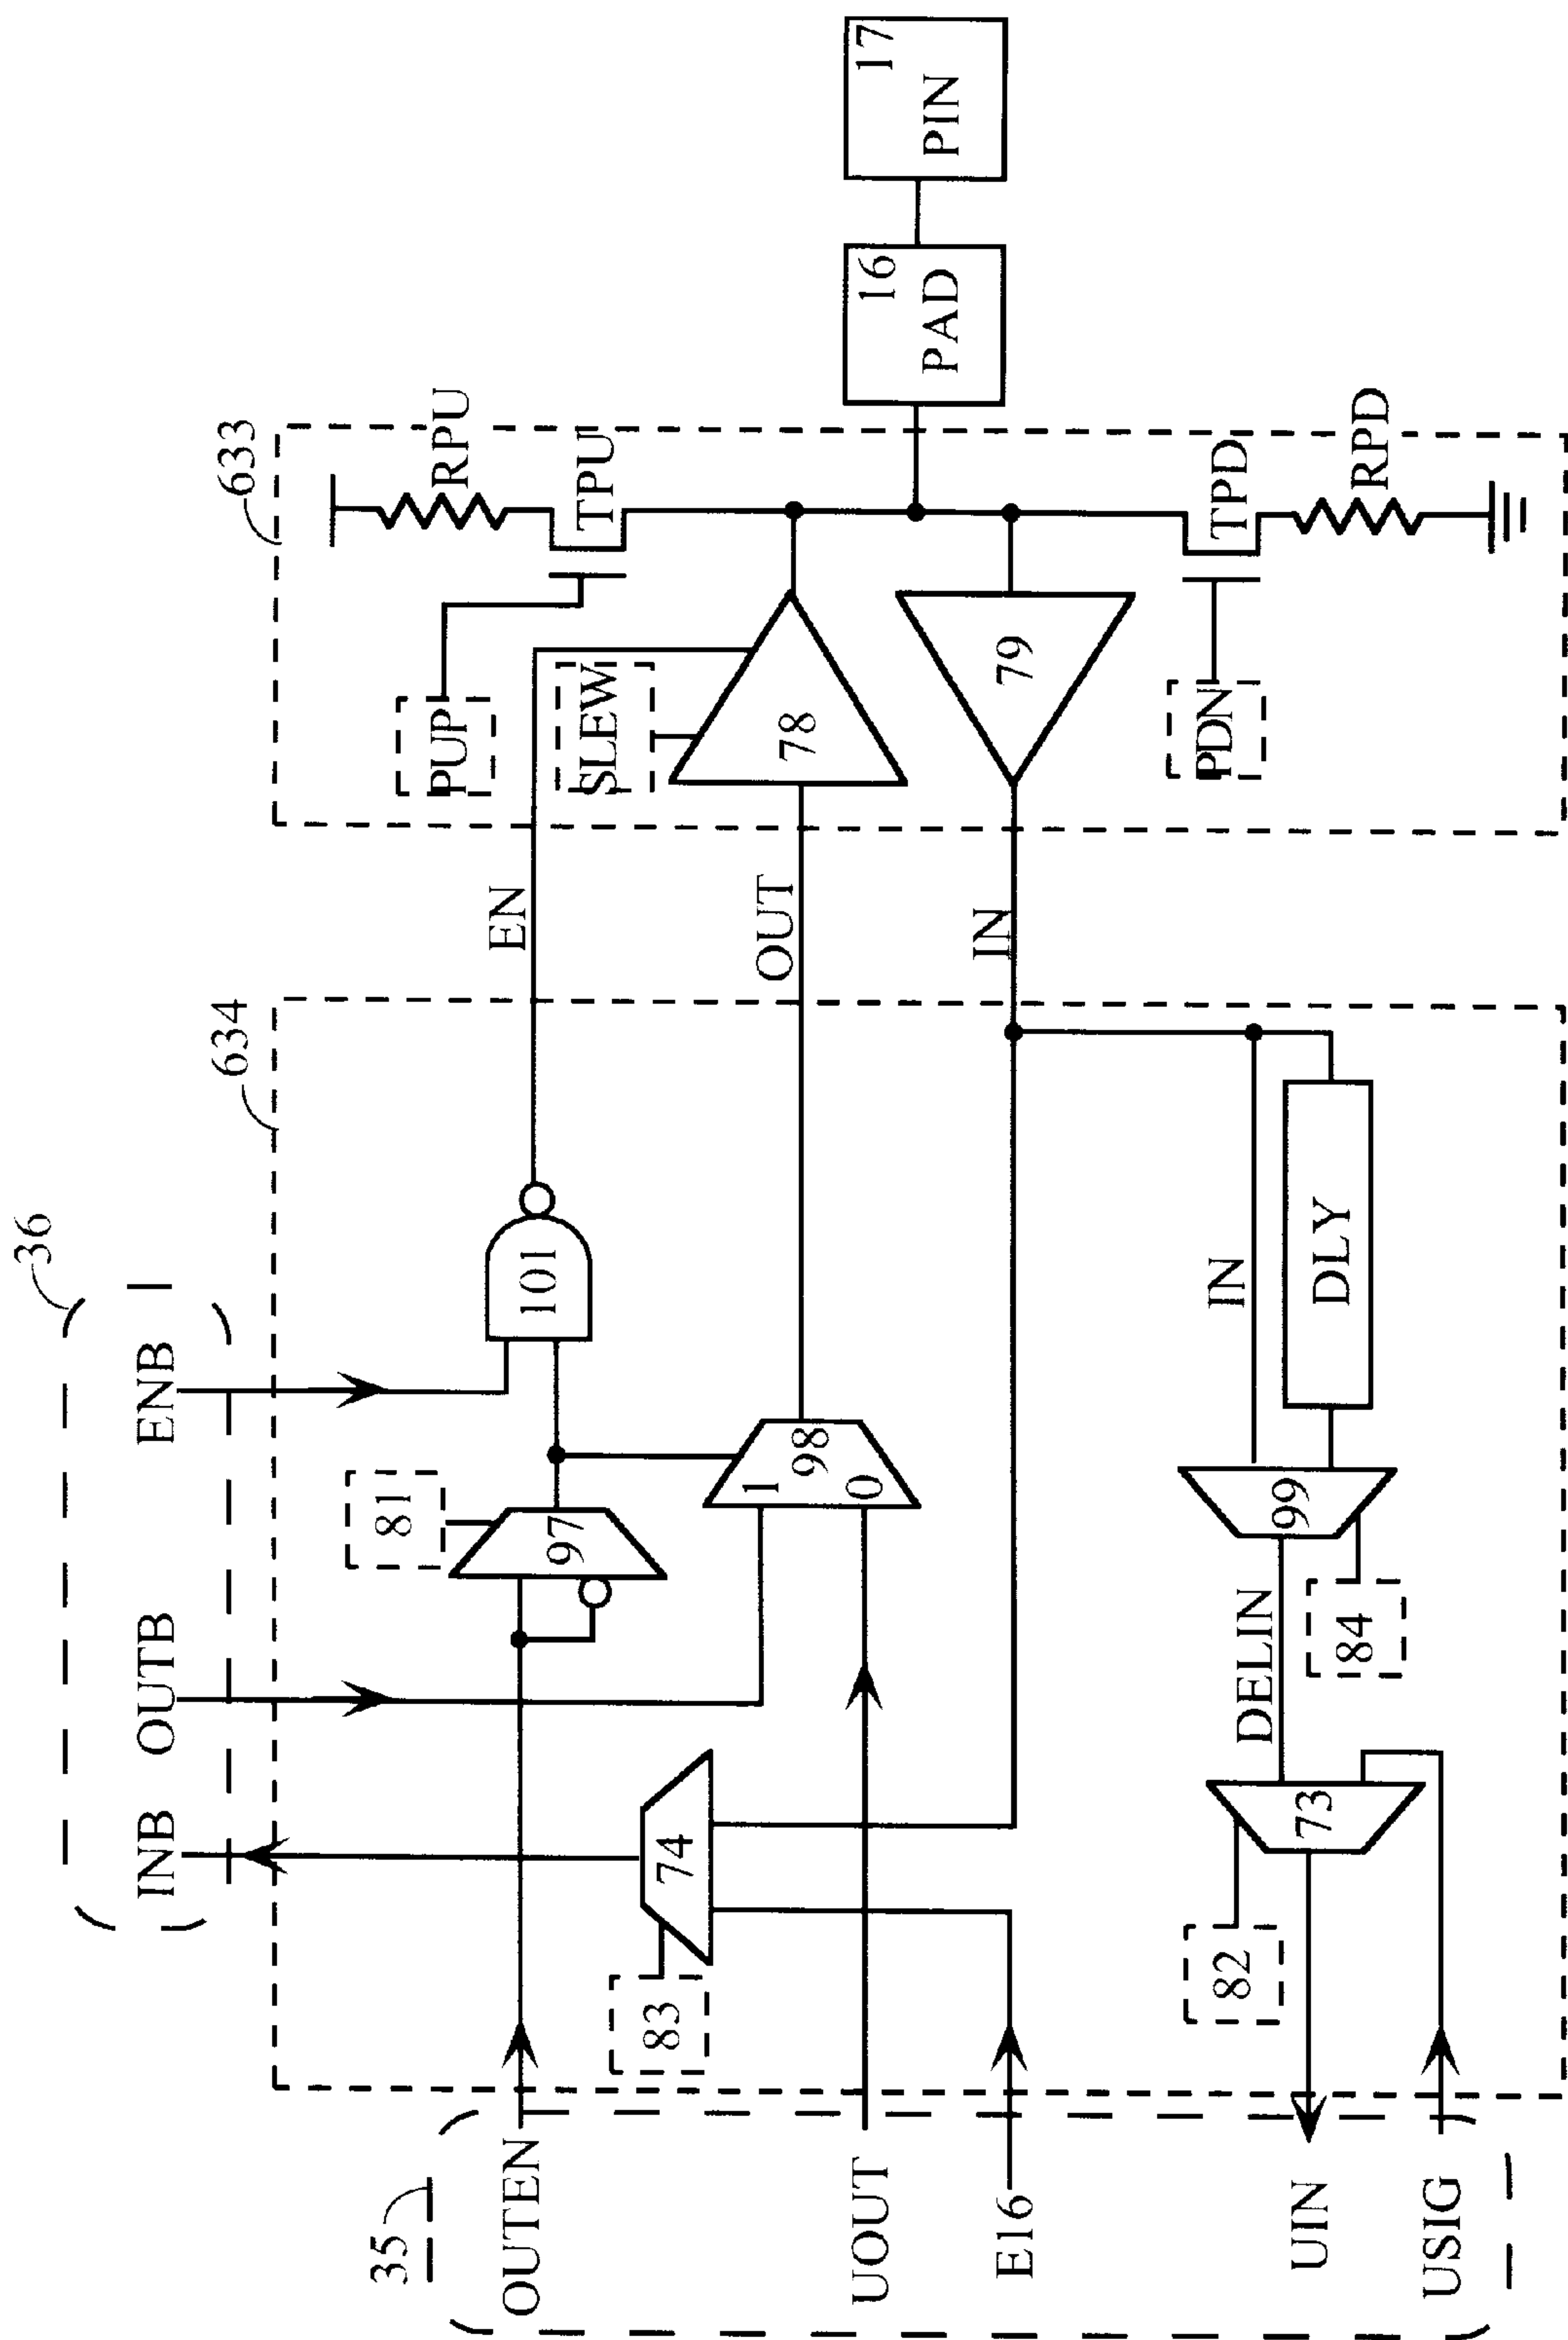 36
INB
OUTB
ENB
35
OUTEN
UOUT
E16
UIN
USIG
634
81
97
101
83
74
1
98
0
82
73
DELIN
84
99
IN
DLY
EN
OUT
IN
633
PUP
RPU
TPU
SLEW
78
79
PDN
TPD
RPD
16
PAD
17
PIN